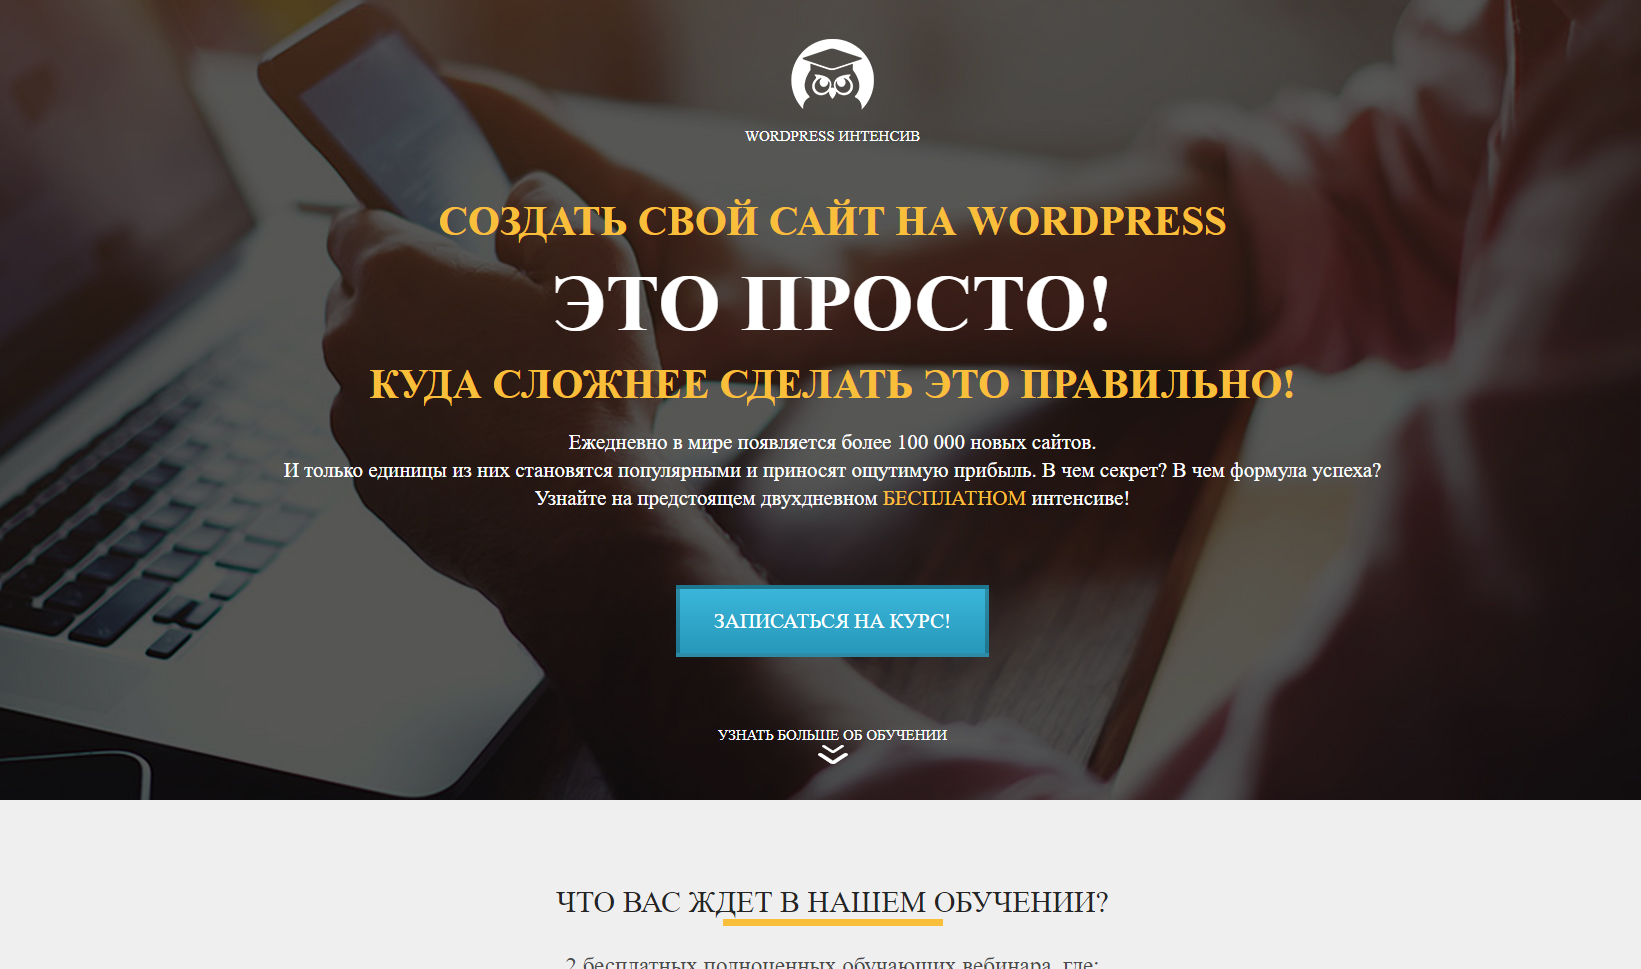 WORDPRESS ИНТЕНСИВ
СОЗДАТЬ СВОЙ САЙТ НА WORDPRESS
ЭТО ПРОСТО!
КУДА СЛОЖНЕЕ СДЕЛАТЬ ЭТО ПРАВИЛЬНО!
Ежедневно в мире появляется более 100 000 новых сайтов.
И только единицы из них становятся популярными и приносят ощутимую прибыль. В чем секрет? В чем формула успеха?
Узнайте на предстоящем двухдневном БЕСПЛАТНОМ интенсиве!
ЗАПИСАТЬСЯ НА КУРС!
УЗНАТЬ БОЛЬШЕ ОБ ОБУЧЕНИИ
ЧТО ВАС ЖДЕТ В НАШЕМ ОБУЧЕНИИ?
2 бесплатных полноценных обучающих вебинара, где: